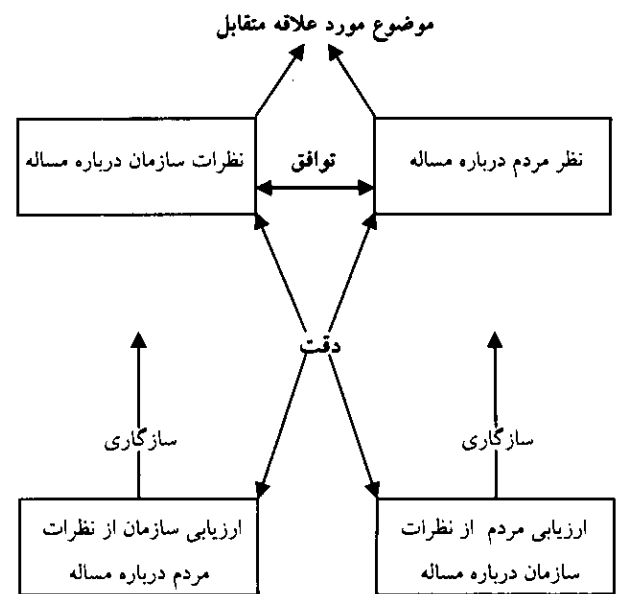 موضوع مورد علاقه متقابل
نظر مردم درباره مساله
توافق
نظرات سازمان درباره مساله
دقت
سازگاری
سازگاری
ارزیابی مردم از نظرات
سازمان درباره مساله
ارزیابی سازمان از نظرات
مردم درباره مساله